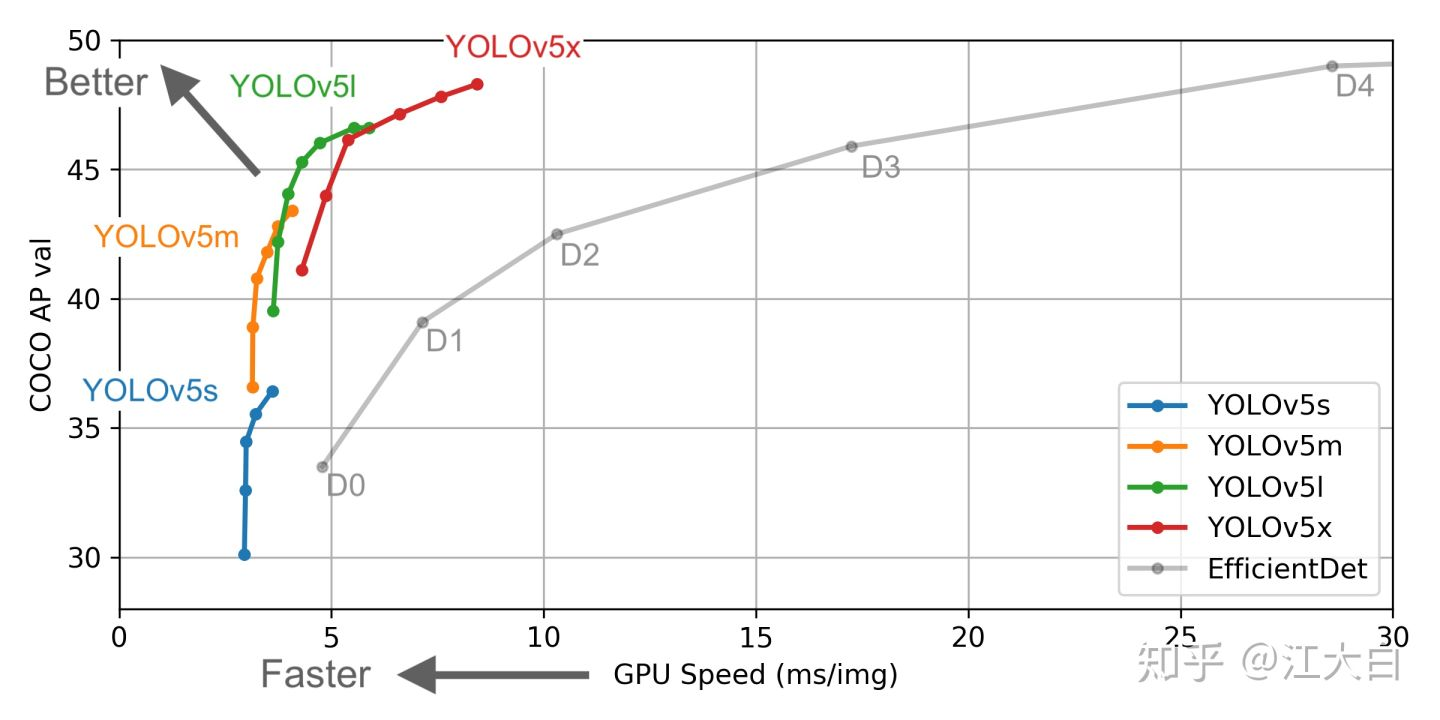 50
YOLOv5x
Better
YOLOv5l
D4
45
D3
YOLOv5m
D2
COCO AP val
40
D1
YOLOv5s
35
D0
30
YOLOv5s
YOLOv5m
YOLOv5l
YOLOv5x
EfficientDet
0 5 10 15 20 25 30
Faster GPU Speed (ms/img)
知乎 @江大白